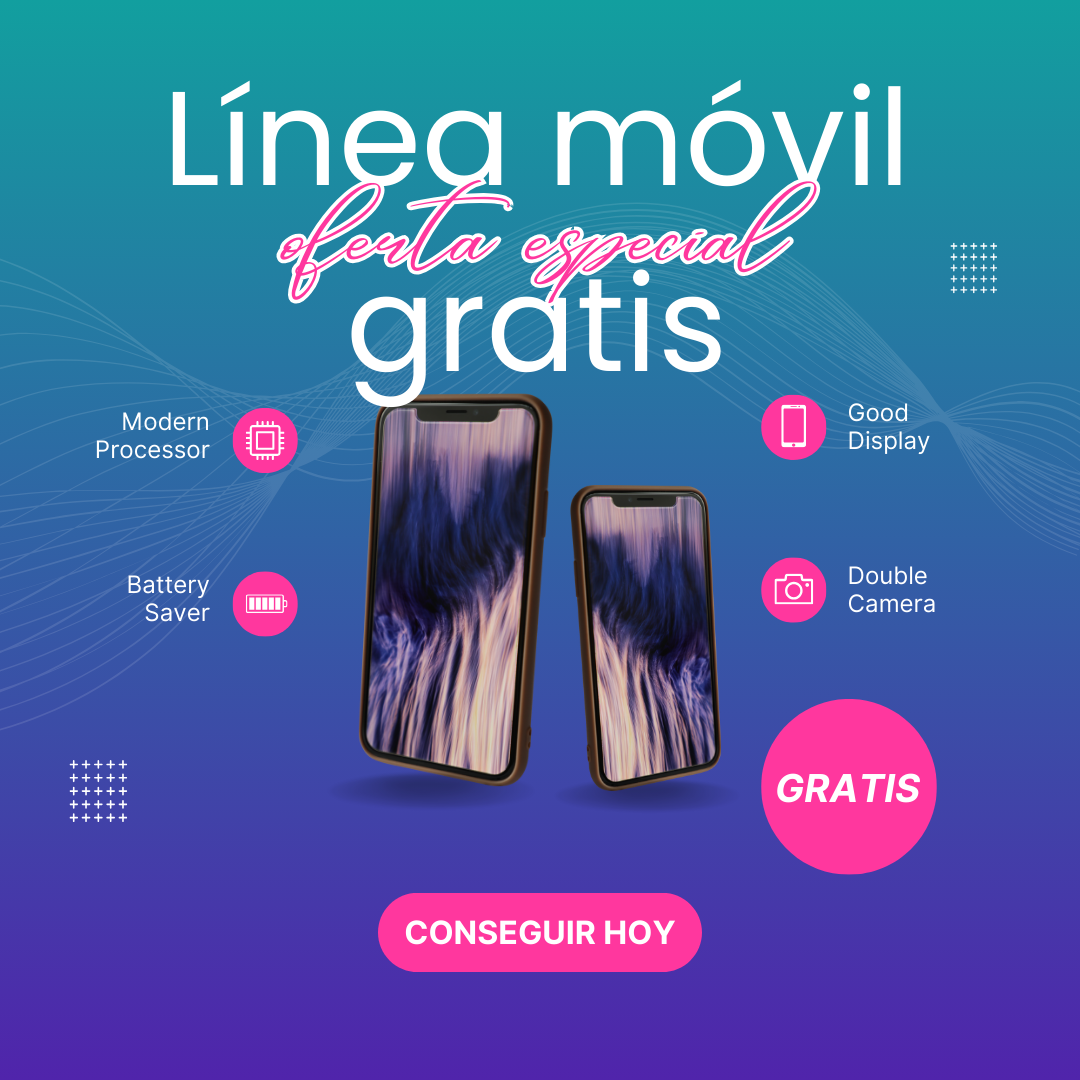 Línea móvil
oferta especial
gratis
Modern
Processor
Good
Display
Battery
Saver
Double
Camera
GRATIS
CONSEGUIR HOY